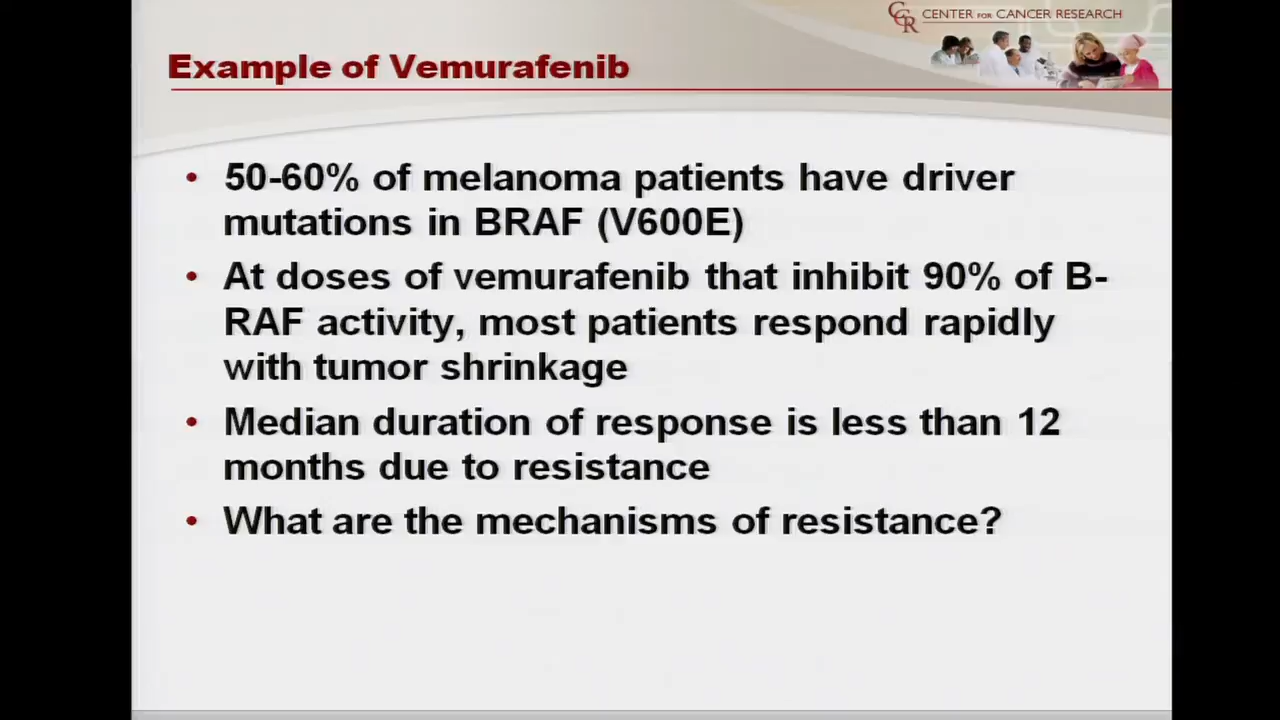 CCR CENTER FOR CANCER RESEARCH
Example of Vemurafenib
• 50-60% of melanoma patients have driver
mutations in BRAF (V600E)
• At doses of vemurafenib that inhibit 90% of B-
RAF activity, most patients respond rapidly
with tumor shrinkage
• Median duration of response is less than 12
months due to resistance
• What are the mechanisms of resistance?